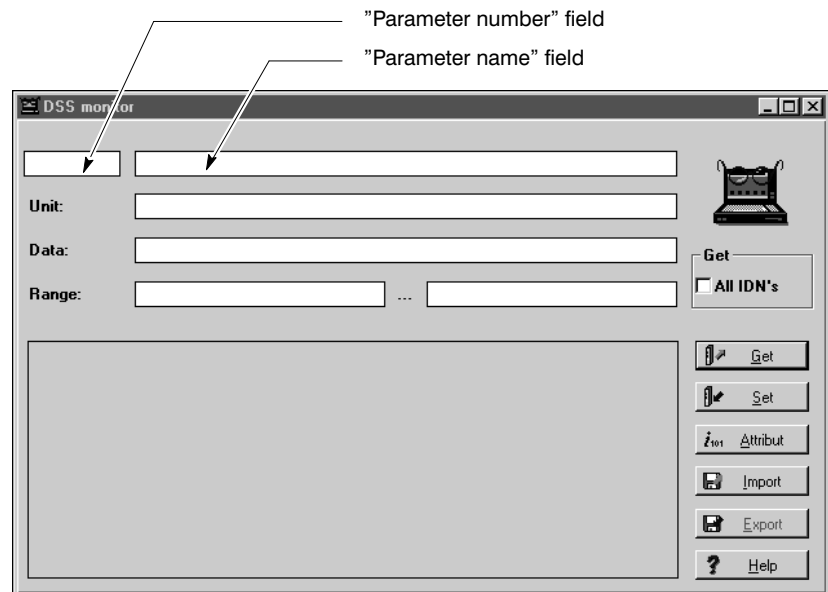 ”Parameter number” field
”Parameter name” field
DSS monitor
Unit:
Data:
Get
All IDN's
Range:
...
Get
Set
i101 Attribut
Import
Export
? Help